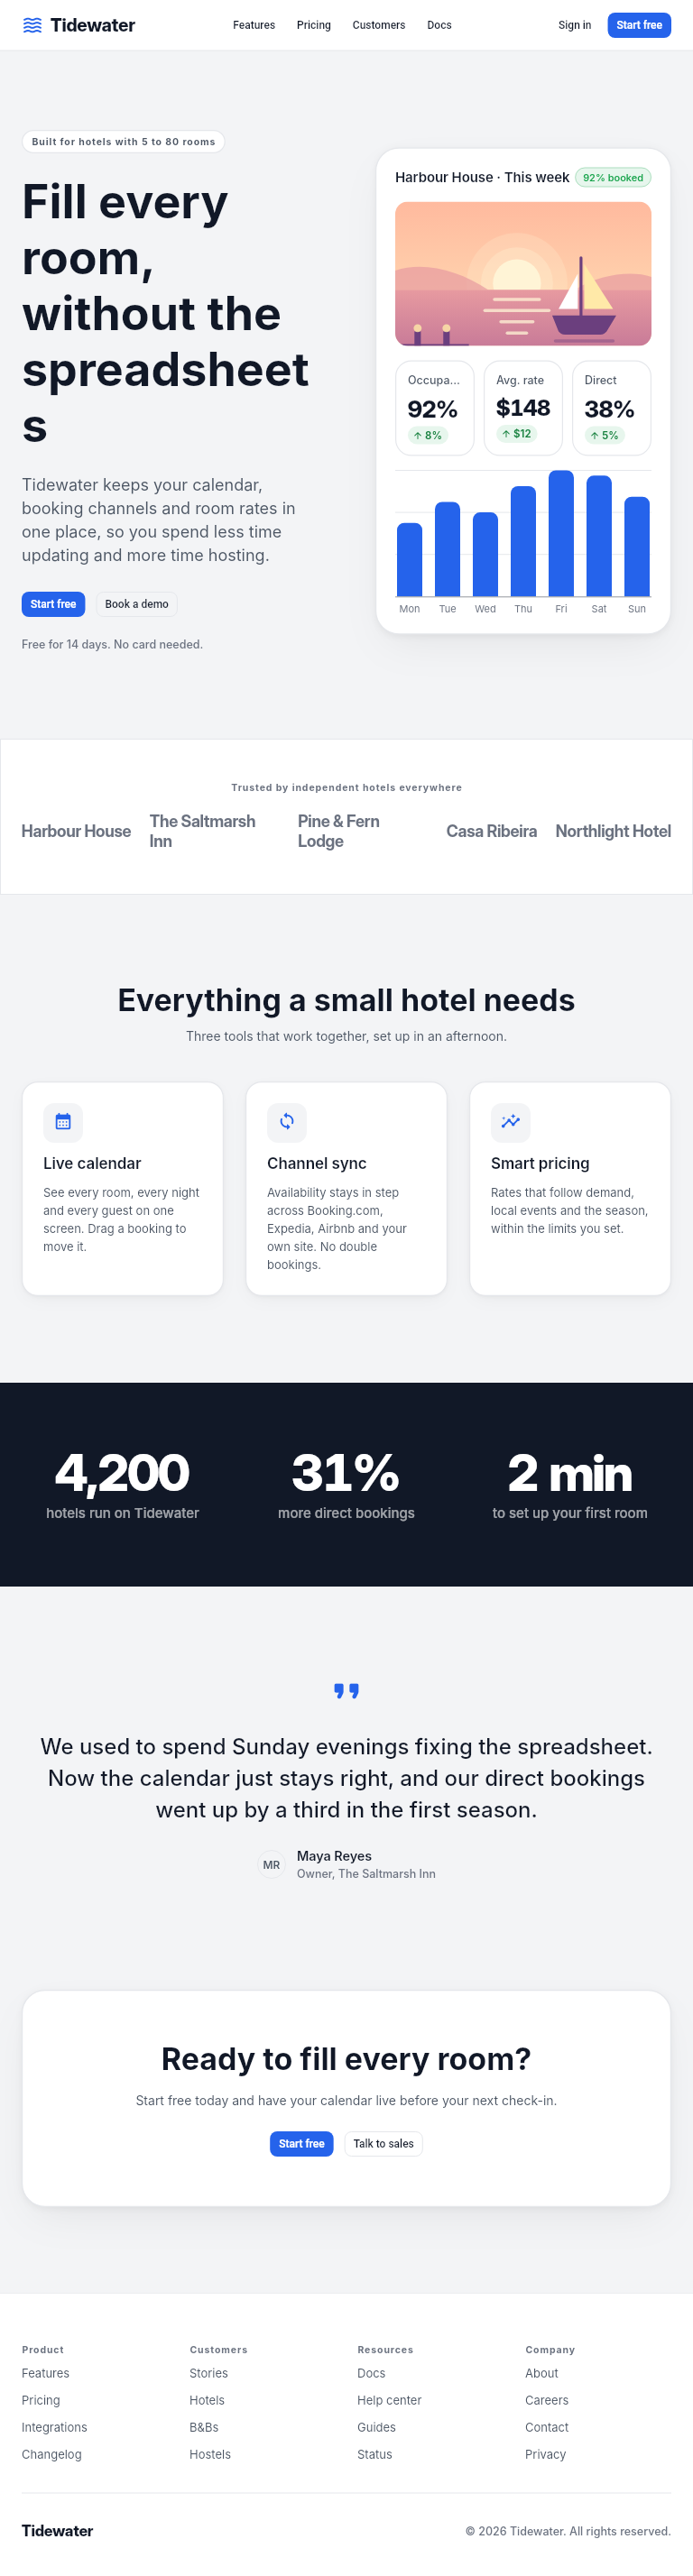 Tidewater
Features
Pricing
Customers
Docs
Sign in
Start free
Built for hotels with 5 to 80 rooms
Fill every
room,
without the
spreadsheet
s
Tidewater keeps your calendar,
booking channels and room rates in
one place, so you spend less time
updating and more time hosting.
Start free
Book a demo
Free for 14 days. No card needed.
Harbour House · This week
92% booked
Occupa...
92%
↑ 8%
Avg. rate
$148
↑ $12
Direct
38%
↑ 5%
Mon
Tue
Wed
Thu
Fri
Sat
Sun
Trusted by independent hotels everywhere
Harbour House
The Saltmarsh
Inn
Pine & Fern
Lodge
Casa Ribeira
Northlight Hotel
Everything a small hotel needs
Three tools that work together, set up in an afternoon.
Live calendar
See every room, every night
and every guest on one
screen. Drag a booking to
move it.
Channel sync
Availability stays in step
across Booking.com,
Expedia, Airbnb and your
own site. No double
bookings.
Smart pricing
Rates that follow demand,
local events and the season,
within the limits you set.
4,200
hotels run on Tidewater
31%
more direct bookings
2 min
to set up your first room
We used to spend Sunday evenings fixing the spreadsheet.
Now the calendar just stays right, and our direct bookings
went up by a third in the first season.
MR
Maya Reyes
Owner, The Saltmarsh Inn
Ready to fill every room?
Start free today and have your calendar live before your next check-in.
Start free
Talk to sales
Product
Features
Pricing
Integrations
Changelog
Customers
Stories
Hotels
B&Bs
Hostels
Resources
Docs
Help center
Guides
Status
Company
About
Careers
Contact
Privacy
Tidewater
© 2026 Tidewater. All rights reserved.